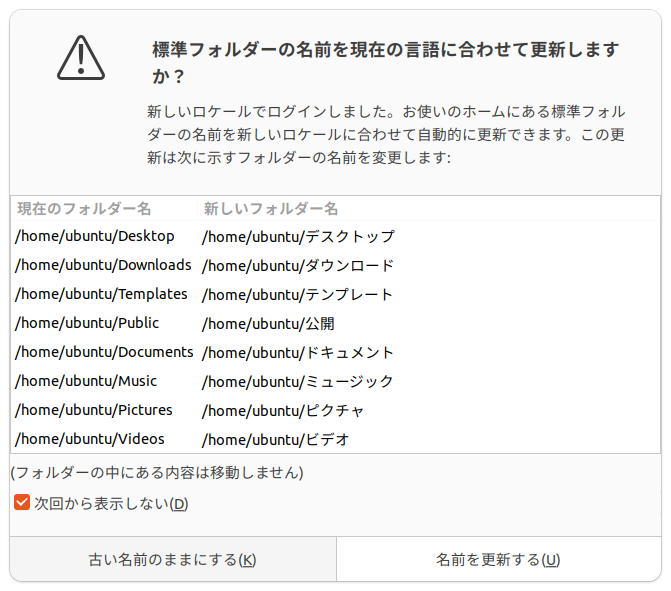 標準フォルダーの名前を現在の言語に合わせて更新します
か？
新しいロケールでログインしました。お使いのホームにある標準フォル
ダーの名前を新しいロケールに合わせて自動的に更新できます。この更
新は次に示すフォルダーの名前を変更します:
現在のフォルダー名 新しいフォルダー名
/home/ubuntu/Desktop /home/ubuntu/デスクトップ
/home/ubuntu/Downloads /home/ubuntu/ダウンロード
/home/ubuntu/Templates /home/ubuntu/テンプレート
/home/ubuntu/Public /home/ubuntu/公開
/home/ubuntu/Documents /home/ubuntu/ドキュメント
/home/ubuntu/Music /home/ubuntu/ミュージック
/home/ubuntu/Pictures /home/ubuntu/ピクチャ
/home/ubuntu/Videos /home/ubuntu/ビデオ
(フォルダーの中にある内容は移動しません)
次回から表示しない(D)
古い名前のままにする(K) 名前を更新する(U)